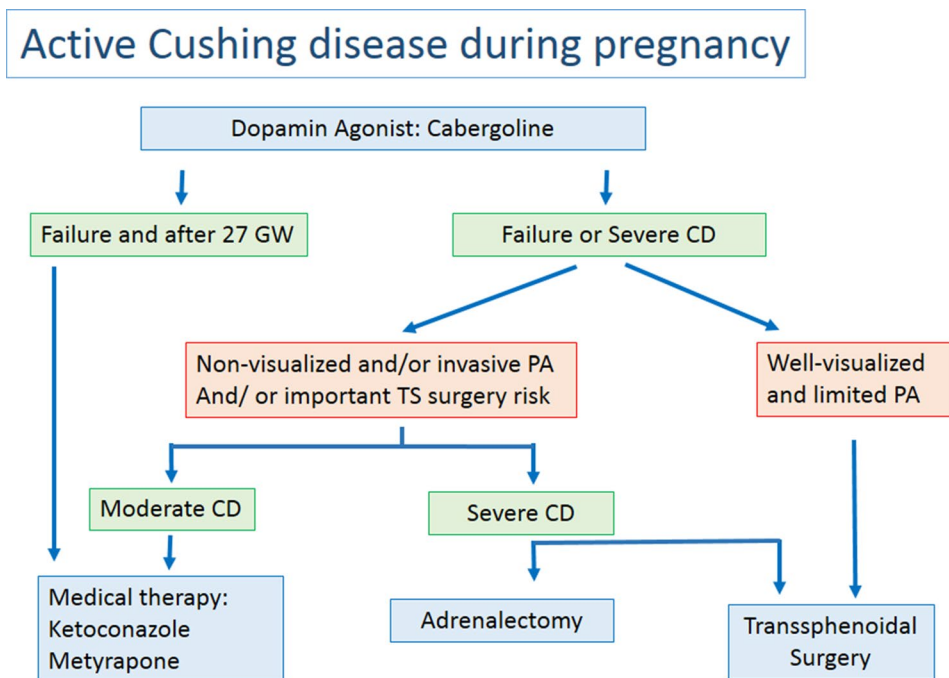 Active Cushing disease during pregnancy
Dopamin Agonist: Cabergoline
Failure and after 27 GW
Failure or Severe CD
Non-visualized and/or invasive PA
And/ or important TS surgery risk
Well-visualized
and limited PA
Moderate CD
Severe CD
Medical therapy:
Ketoconazole
Metyrapone
Adrenalectomy
Transsphenoidal
Surgery